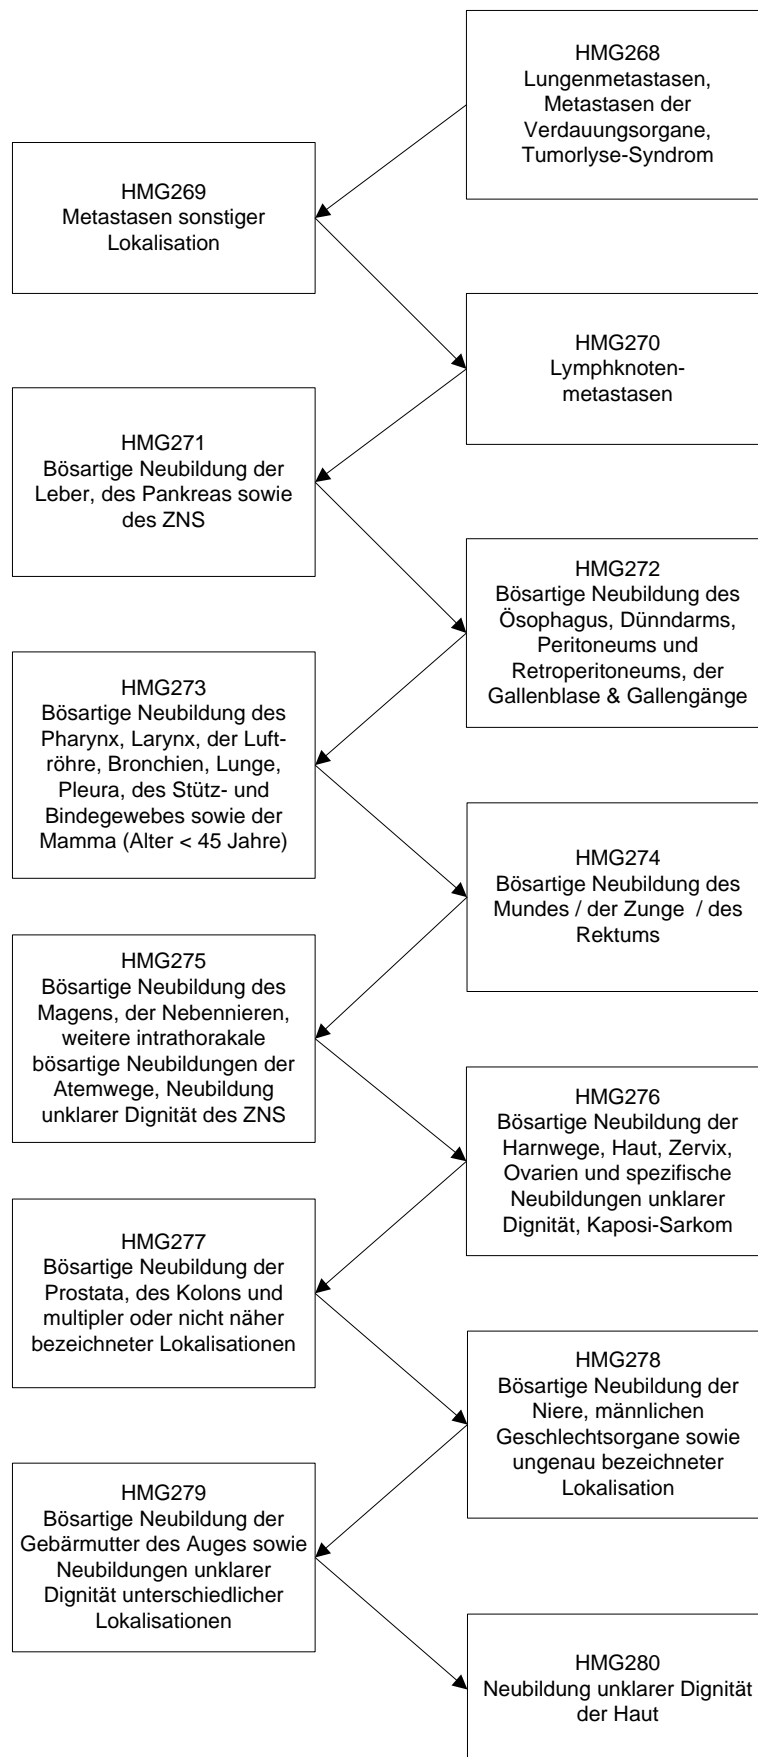 HMG268
Lungenmetastasen,
Metastasen der
Verdauungsorgane,
Tumorlyse-Syndrom
HMG269
Metastasen sonstiger
Lokalisation
HMG270
Lymphknoten-
metastasen
HMG271
Bösartige Neubildung der
Leber, des Pankreas sowie
des ZNS
HMG272
Bösartige Neubildung des
Ösophagus, Dünndarms,
Peritoneums und
Retroperitoneums, der
Gallenblase & Gallengänge
HMG273
Bösartige Neubildung des
Pharynx, Larynx, der Luft-
röhre, Bronchien, Lunge,
Pleura, des Stütz- und
Bindegewebes sowie der
Mamma (Alter < 45 Jahre)
HMG274
Bösartige Neubildung des
Mundes / der Zunge / des
Rektums
HMG275
Bösartige Neubildung des
Magens, der Nebennieren,
weitere intrathorakale
bösartige Neubildungen der
Atemwege, Neubildung
unklarer Dignität des ZNS
HMG276
Bösartige Neubildung der
Harnwege, Haut, Zervix,
Ovarien und spezifische
Neubildungen unklarer
Dignität, Kaposi-Sarkom
HMG277
Bösartige Neubildung der
Prostata, des Kolons und
multipler oder nicht näher
bezeichneter Lokalisationen
HMG278
Bösartige Neubildung der
Niere, männlichen
Geschlechtsorgane sowie
ungenau bezeichneter
Lokalisation
HMG279
Bösartige Neubildung der
Gebärmutter des Auges sowie
Neubildungen unklarer
Dignität unterschiedlicher
Lokalisationen
HMG280
Neubildung unklarer Dignität
der Haut